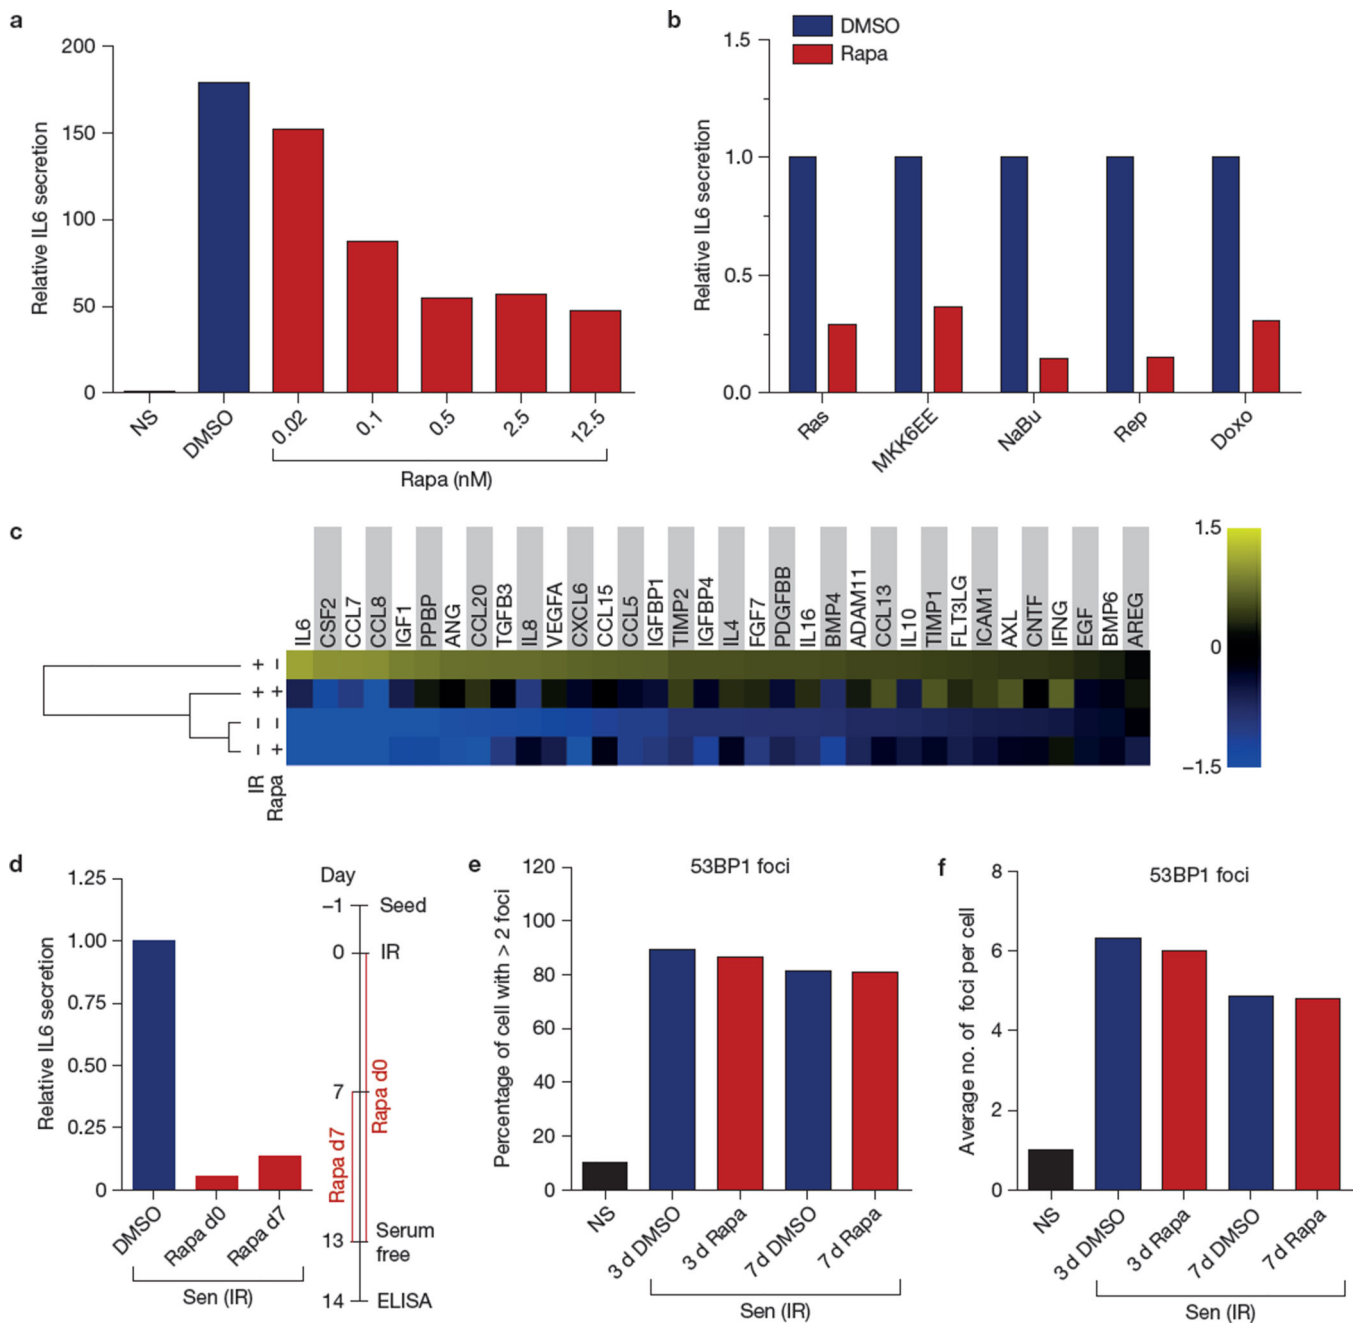 a
200
150
100
50
0
Relative IL6 secretion
NS
DMSO
0.02
0.1
0.5
2.5
12.5
Rapa (nM)
b
DMSO
Rapa
1.5
1.0
0.5
0.0
Relative IL6 secretion
Ras
MKK6EE
NaBu
Rep
Doxo
c
IL6
CSF2
CCL7
CCL8
IGF1
PPBP
ANG
CCL20
TGFB3
IL8
VEGFA
CXCL6
CCL15
CCL5
IGFBP1
TIMP2
IGFBP4
IL4
FGF7
PDGFBB
IL16
BMP4
ADAM11
CCL13
IL10
TIMP1
FLT3LG
ICAM1
AXL
CNTF
IFNG
EGF
BMP6
AREG
+ −
+ +
− −
− +
IR
Rapa
1.5
0
−1.5
d
1.25
1.00
0.75
0.50
0.25
0
Relative IL6 secretion
DMSO
Rapa d0
Rapa d7
Sen (IR)
Day
−1 Seed
0 IR
7
13 Serum
free
14 ELISA
Rapa d7
Rapa d0
e
53BP1 foci
120
100
80
60
40
20
0
Percentage of cell with > 2 foci
NS
3 d DMSO
3 d Rapa
7 d DMSO
7 d Rapa
Sen (IR)
f
53BP1 foci
8
6
4
2
0
Average no. of foci per cell
NS
3 d DMSO
3 d Rapa
7 d DMSO
7 d Rapa
Sen (IR)